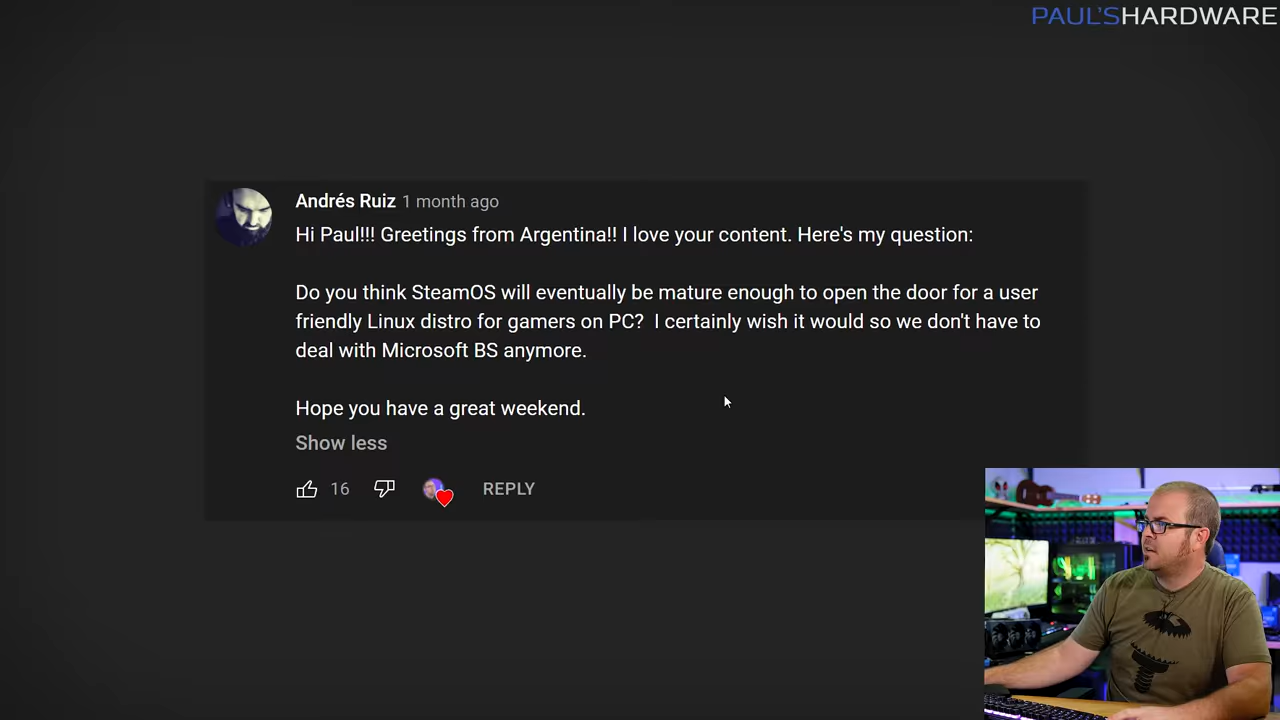 PAUL'SHARDWARE
Andrés Ruiz 1 month ago
Hi Paul!!! Greetings from Argentina!! I love your content. Here's my question:
Do you think SteamOS will eventually be mature enough to open the door for a user
friendly Linux distro for gamers on PC?  I certainly wish it would so we don't have to
deal with Microsoft BS anymore.
Hope you have a great weekend.
Show less
16
REPLY